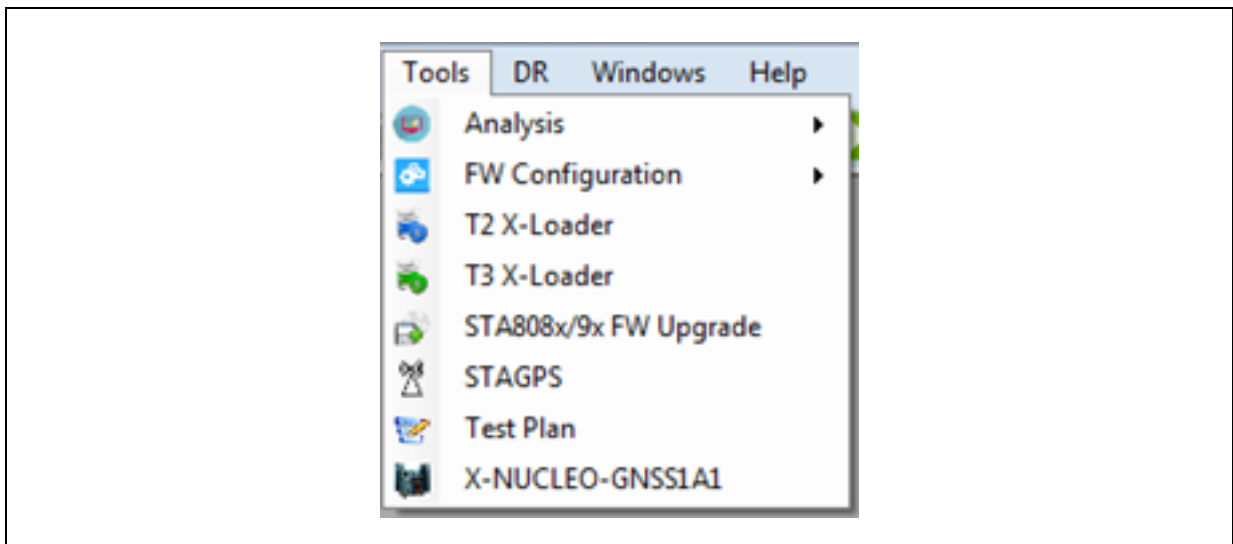 Tools DR Windows Help
Analysis
FW Configuration
T2 X-Loader
T3 X-Loader
STA808x/9x FW Upgrade
STAGPS
Test Plan
X-NUCLEO-GNSS1A1